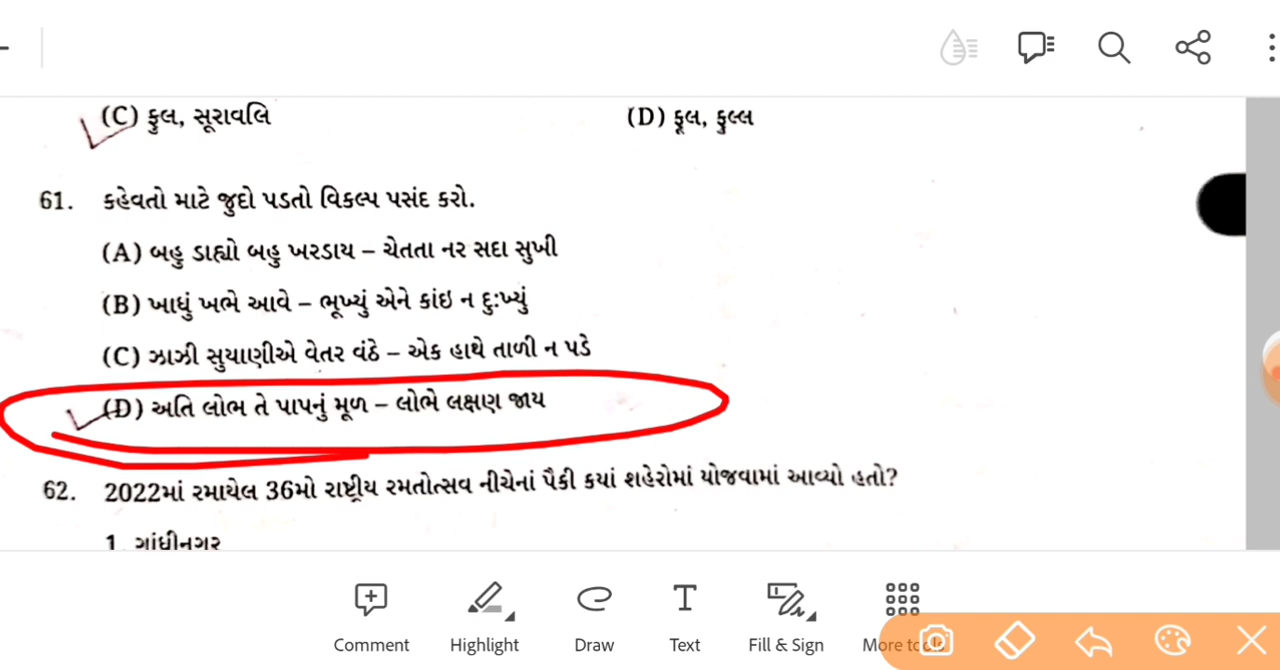 (C) ફુલ, સૂરાવલિ (D) ફૂલ, ફુલ્લ
61. કહેવતો માટે જુદો પડતો વિકલ્પ પસંદ કરો.
(A) બહુ ડાહ્યો બહુ ખરડાય – ચેતતા નર સદા સુખી
(B) ખાધું ખભે આવે – ભૂખ્યું એને કાંઇ ન દુઃખ્યું
(C) ઝાઝી સુયાણીએ વેતર વંઠે – એક હાથે તાળી ન પડે
(D) અતિ લોભ તે પાપનું મૂળ – લોભે લક્ષણ જાય
62. 2022માં રમાયેલ 36મો રાષ્ટ્રીય રમતોત્સવ નીચેનાં પૈકી કયાં શહેરોમાં યોજવામાં આવ્યો હતો?
1. ગાંધીનગર
Comment Highlight Draw Text Fill & Sign More tools